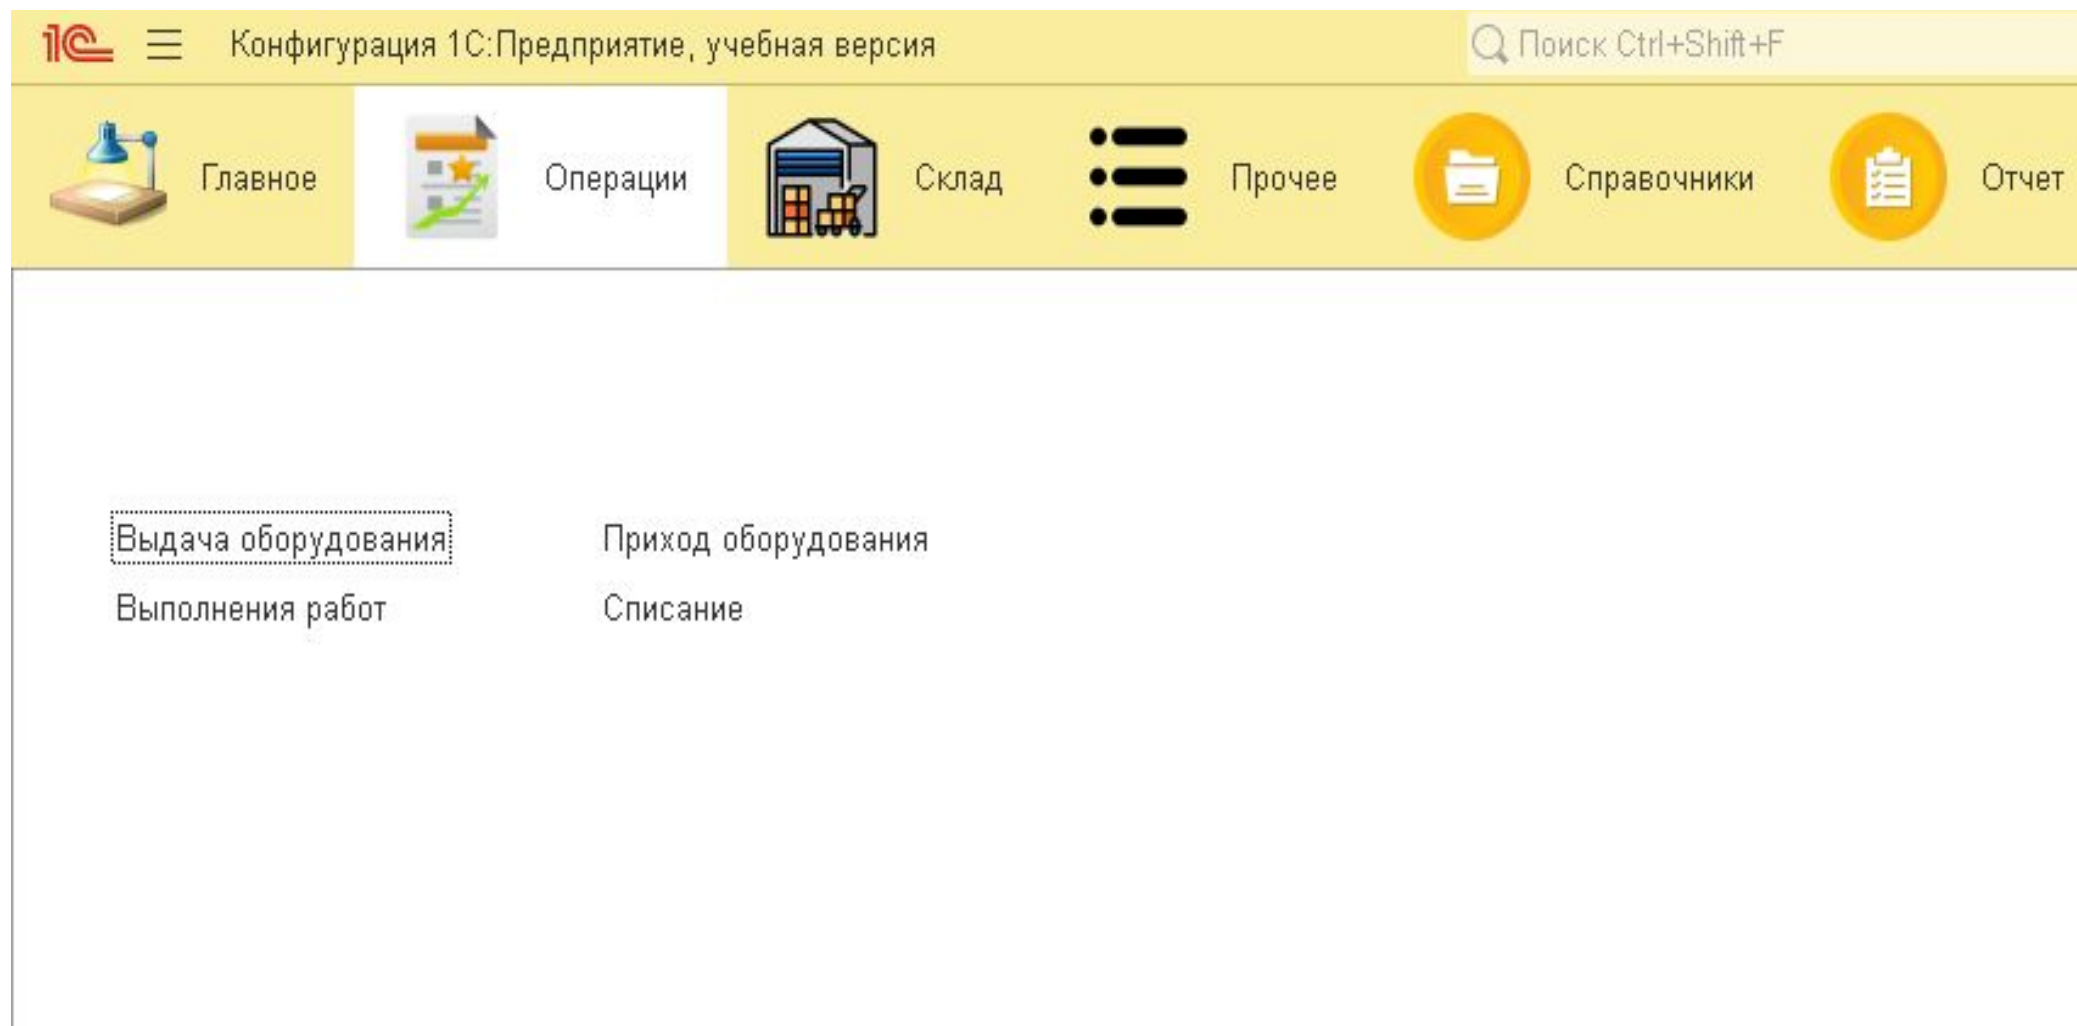 1С Конфигурация 1С:Предприятие, учебная версия Поиск Ctrl+Shift+F
Главное Операции Склад Прочее Справочники Отчет
Выдача оборудования Приход оборудования
Выполнения работ Списание